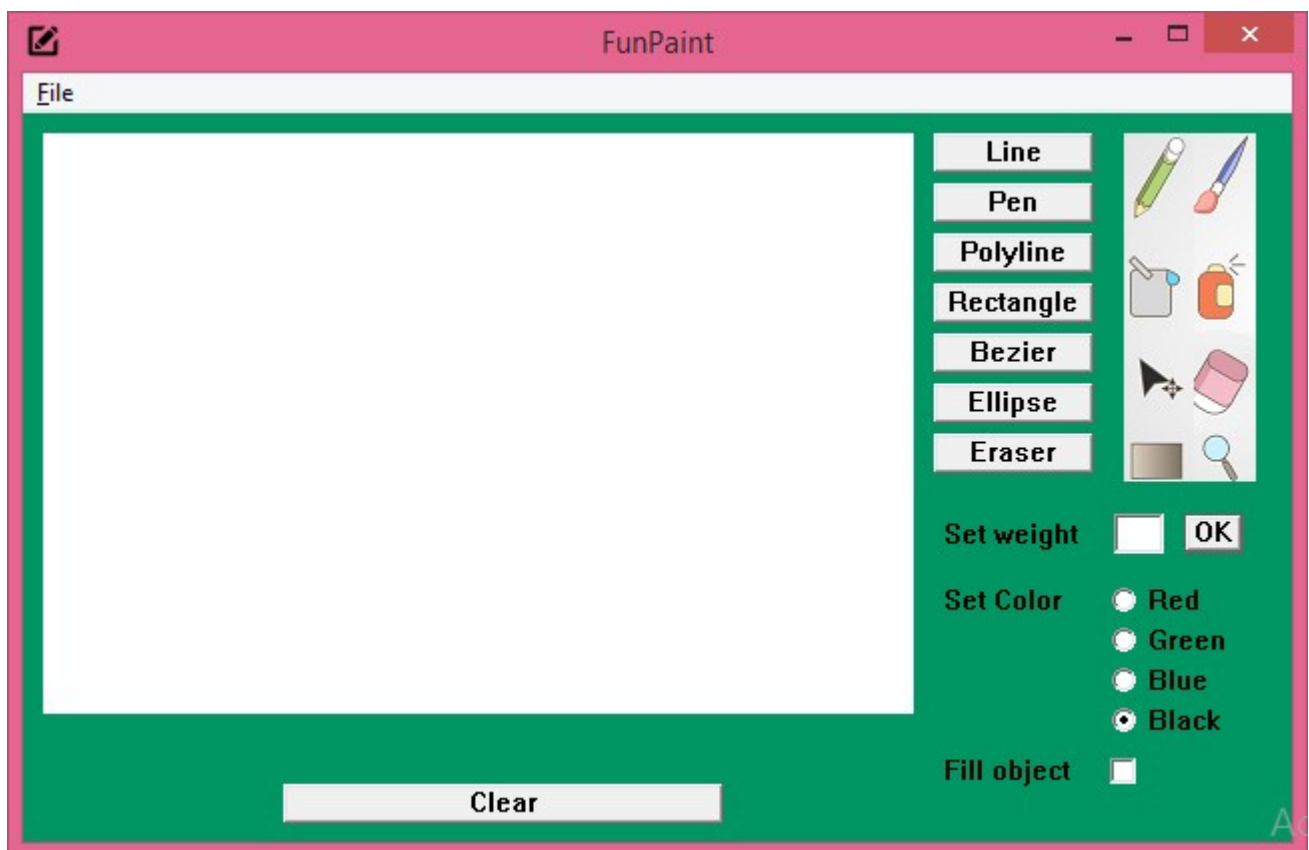 FunPaint
File
Line
Pen
Polyline
Rectangle
Bezier
Ellipse
Eraser
Set weight
OK
Set Color
Red
Green
Blue
Black
Fill object
Clear